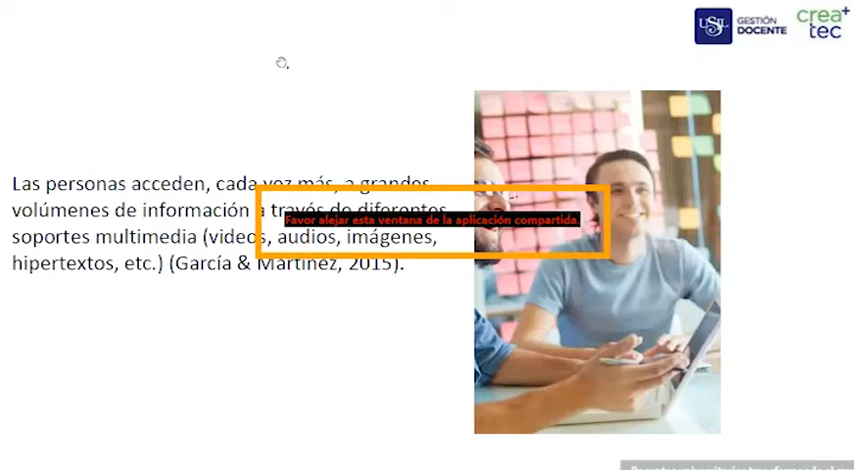 USIL
GESTIÓN
DOCENTE
crea+
tec
Las personas acceden, cada vez más, a grandes
volúmenes de información a través de diferentes
Favor alejar esta ventana de la aplicación compartida.
soportes multimedia (videos, audios, imágenes,
hipertextos, etc.) (García & Martínez, 2015).